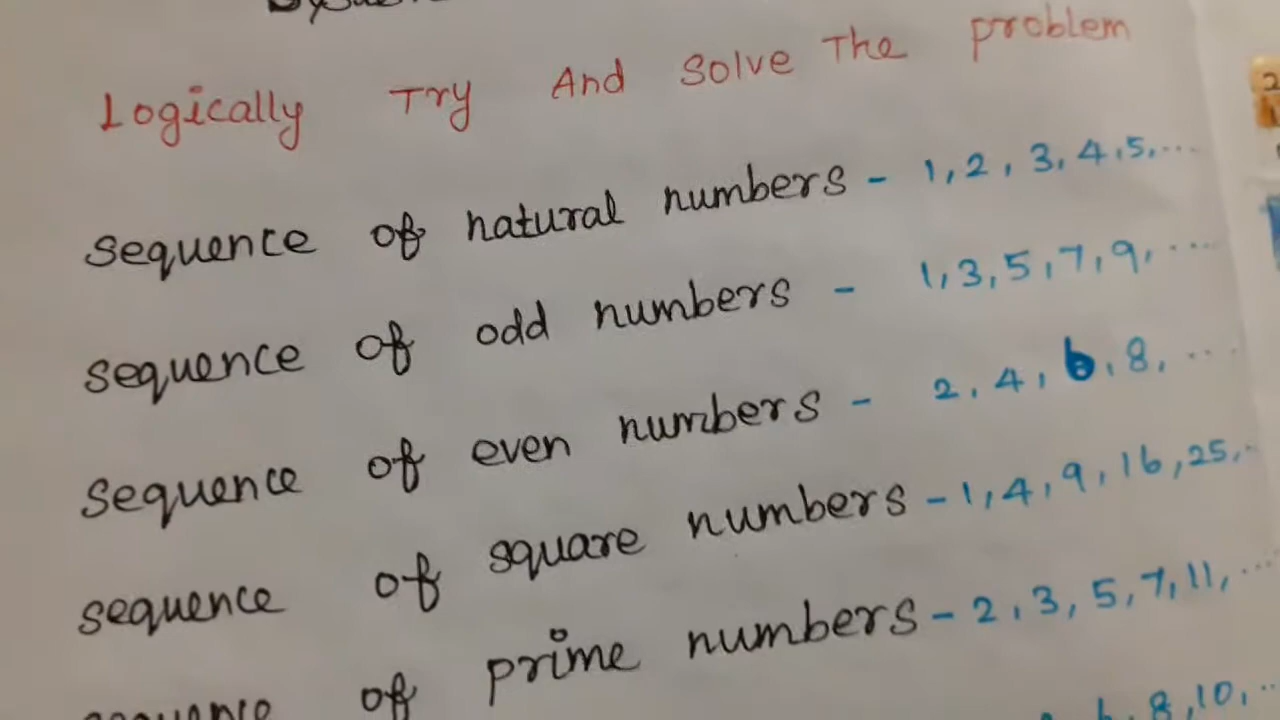 Logically Try And Solve The problem
sequence of natural numbers - 1, 2, 3, 4, 5, ...
sequence of odd numbers - 1, 3, 5, 7, 9, ...
sequence of even numbers - 2, 4, 6, 8, ...
sequence of square numbers - 1, 4, 9, 16, 25, ..
sequence of prime numbers - 2, 3, 5, 7, 11, ...
8, 10, ..